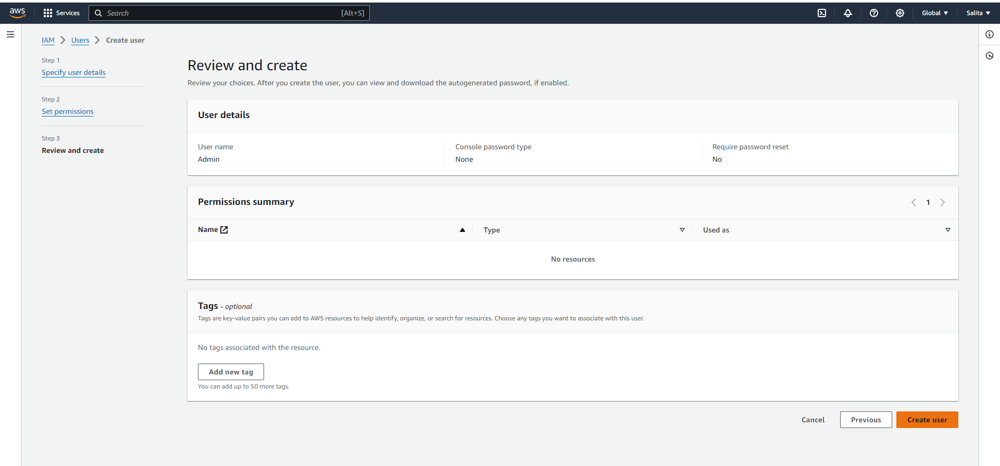 aws Services Search [Alt+S] Global Salita
IAM Users Create user
Step 1
Specify user details
Step 2
Set permissions
Step 3
Review and create
Review and create
Review your choices. After you create the user, you can view and download the autogenerated password, if enabled.
User details
User name Console password type Require password reset
Admin None No
Permissions summary 1
Name Type Used as
No resources
Tags - optional
Tags are key-value pairs you can add to AWS resources to help identify, organize, or search for resources. Choose any tags you want to associate with this user.
No tags associated with the resource.
Add new tag
You can add up to 50 more tags.
Cancel Previous Create user